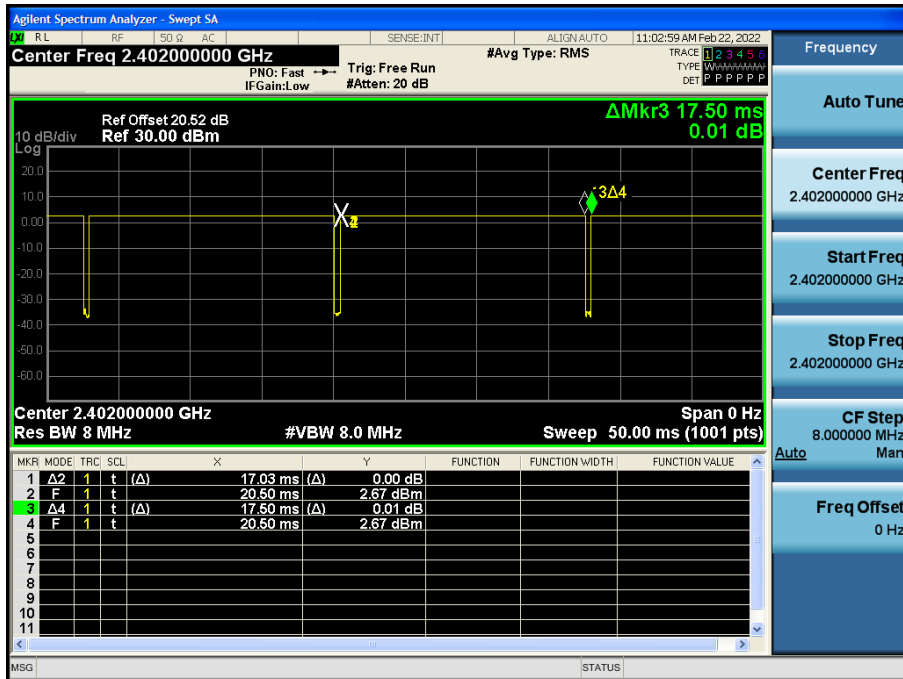 Agilent Spectrum Analyzer - Swept SA
LXI RL RF 50 Ω AC SENSE:INT ALIGN AUTO 11:02:59 AM Feb 22, 2022
Center Freq 2.402000000 GHz #Avg Type: RMS TRACE 1 2 3 4 5 6
PNO: Fast Trig: Free Run TYPE WWWWWW
IFGain:Low #Atten: 20 dB DET P P P P P P
Frequency
Auto Tune
Center Freq
2.402000000 GHz
Start Freq
2.402000000 GHz
Stop Freq
2.402000000 GHz
CF Step
8.000000 MHz
Auto Man
Freq Offset
0 Hz
ΔMkr3 17.50 ms
0.01 dB
Ref Offset 20.52 dB
10 dB/div Ref 30.00 dBm
Log
20.0
10.0
0.00
-10.0
-20.0
-30.0
-40.0
-50.0
-60.0
3Δ4
Center 2.402000000 GHz Span 0 Hz
Res BW 8 MHz #VBW 8.0 MHz Sweep 50.00 ms (1001 pts)
MKR MODE TRC SCL X Y FUNCTION FUNCTION WIDTH FUNCTION VALUE
1 Δ2 1 t (Δ) 17.03 ms (Δ) 0.00 dB
2 F 1 t 20.50 ms 2.67 dBm
3 Δ4 1 t (Δ) 17.50 ms (Δ) 0.01 dB
4 F 1 t 20.50 ms 2.67 dBm
5
6
7
8
9
10
11
MSG STATUS